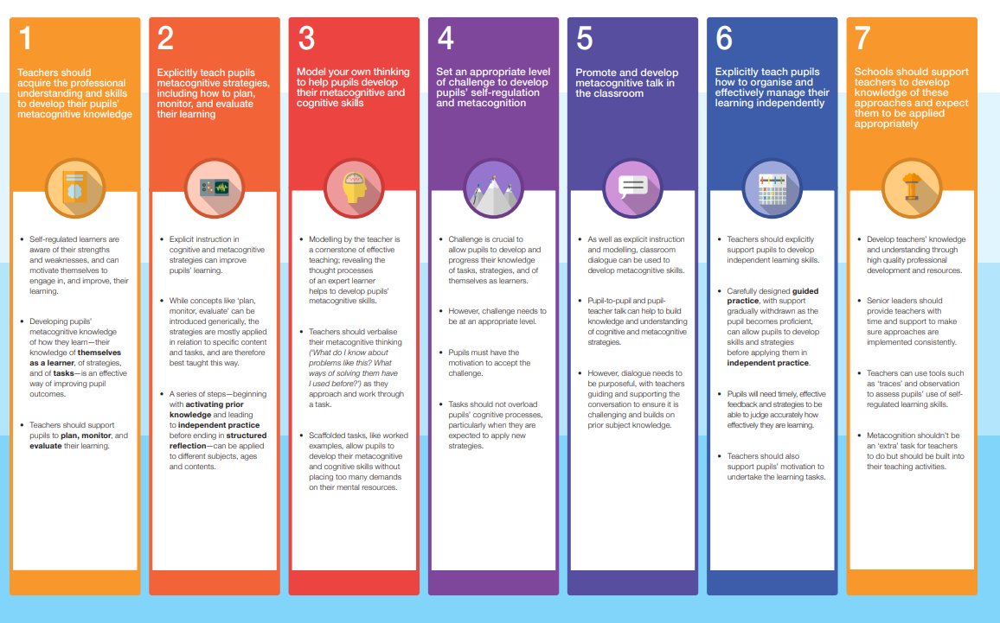 1
Teachers should
acquire the professional
understanding and skills
to develop their pupils'
metacognitive knowledge
• Self-regulated learners are
aware of their strengths
and weaknesses, and can
motivate themselves to
engage in, and improve, their
learning.
• Developing pupils'
metacognitive knowledge
of how they learn—their
knowledge of themselves
as a learner, of strategies,
and of tasks—is an effective
way of improving pupil
outcomes.
• Teachers should support
pupils to plan, monitor, and
evaluate their learning.
2
Explicitly teach pupils
metacognitive strategies,
including how to plan,
monitor, and evaluate
their learning
• Explicit instruction in
cognitive and metacognitive
strategies can improve
pupils' learning.
• While concepts like 'plan,
monitor, evaluate' can be
introduced generically, the
strategies are mostly applied
in relation to specific content
and tasks, and are therefore
best taught this way.
• A series of steps—beginning
with activating prior
knowledge and leading
to independent practice
before ending in structured
reflection—can be applied
to different subjects, ages
and contents.
3
Model your own thinking
to help pupils develop
their metacognitive and
cognitive skills
• Modelling by the teacher is
a cornerstone of effective
teaching; revealing the
thought processes
of an expert learner
helps to develop pupils'
metacognitive skills.
• Teachers should verbalise
their metacognitive thinking
('What do I know about
problems like this? What
ways of solving them have
I used before?') as they
approach and work through
a task.
• Scaffolded tasks, like worked
examples, allow pupils to
develop their metacognitive
and cognitive skills without
placing too many demands
on their mental resources.
4
Set an appropriate level
of challenge to develop
pupils' self-regulation
and metacognition
• Challenge is crucial to
allow pupils to develop and
progress their knowledge
of tasks, strategies, and of
themselves as learners.
• However, challenge needs to
be at an appropriate level.
• Pupils must have the
motivation to accept the
challenge.
• Tasks should not overload
pupils' cognitive processes,
particularly when they are
expected to apply new
strategies.
5
Promote and develop
metacognitive talk in
the classroom
• As well as explicit instruction
and modelling, classroom
dialogue can be used to
develop metacognitive skills.
• Pupil-to-pupil and pupil-
teacher talk can help to build
knowledge and understanding
of cognitive and metacognitive
strategies.
• However, dialogue needs to
be purposeful, with teachers
guiding and supporting the
conversation to ensure it is
challenging and builds on
prior subject knowledge.
6
Explicitly teach pupils
how to organise and
effectively manage their
learning independently
• Teachers should explicitly
support pupils to develop
independent learning skills.
• Carefully designed guided
practice, with support
gradually withdrawn as the
pupil becomes proficient,
can allow pupils to develop
skills and strategies
before applying them in
independent practice.
• Pupils will need timely, effective
feedback and strategies to be
able to judge accurately how
effectively they are learning.
• Teachers should also
support pupils' motivation to
undertake the learning tasks.
7
Schools should support
teachers to develop
knowledge of these
approaches and expect
them to be applied
appropriately
• Develop teachers' knowledge
and understanding through
high quality professional
development and resources.
• Senior leaders should
provide teachers with
time and support to make
sure approaches are
implemented consistently.
• Teachers can use tools such
as 'traces' and observation
to assess pupils' use of self-
regulated learning skills.
• Metacognition shouldn't be
an 'extra' task for teachers
to do but should be built into
their teaching activities.